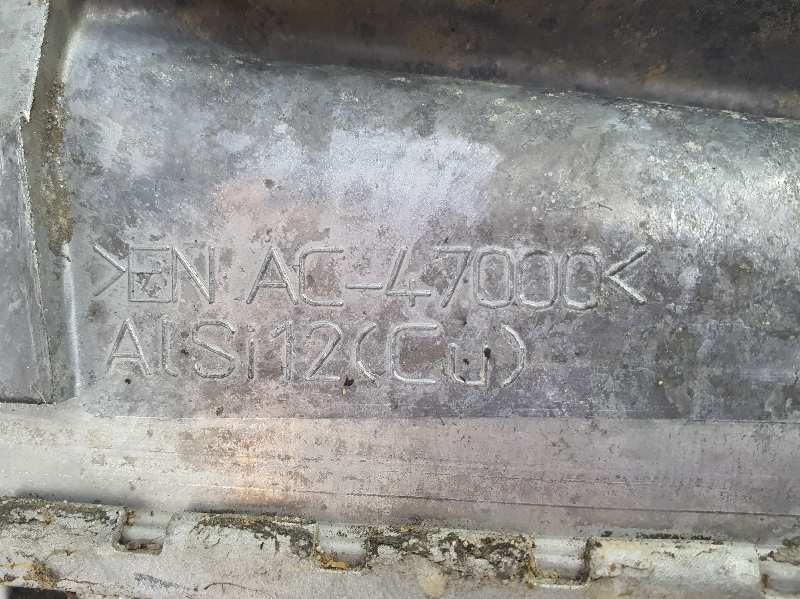 >EN AC-47000<
AlSi12(Cu)